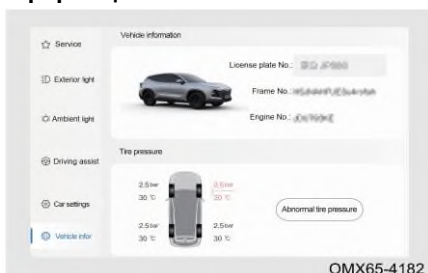 Service
Exterior light
Ambient light
Driving assist
Car settings
Vehicle infor
Vehicle information
License plate No.:
Frame No.:
Engine No.:
Tire pressure
2.5bar 2.5bar
30 ℃ 30 ℃
Abnormal tire pressure
2.5bar 2.5bar
30 ℃ 30 ℃
OMX65-4182